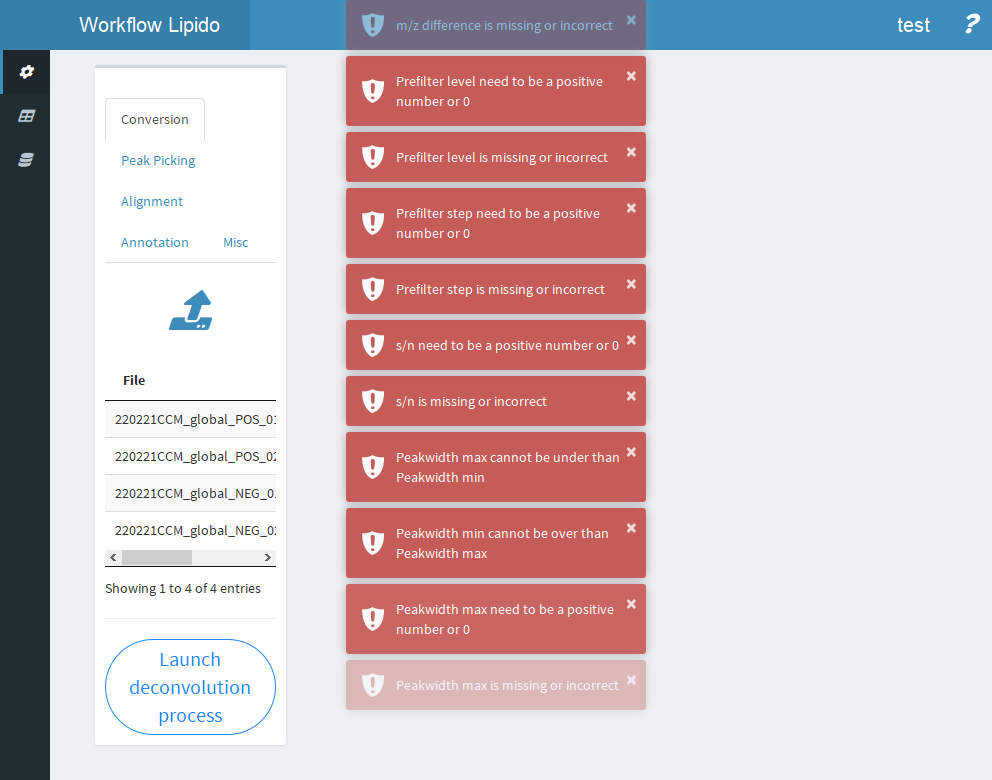 Workflow Lipido
test
?
Conversion
Peak Picking
Alignment
Annotation
Misc
File
220221CCM_global_POS_01
220221CCM_global_POS_02
220221CCM_global_NEG_0
220221CCM_global_NEG_0
Showing 1 to 4 of 4 entries
Launch
deconvolution
process
m/z difference is missing or incorrect
×
Prefilter level need to be a positive
number or 0
×
Prefilter level is missing or incorrect
×
Prefilter step need to be a positive
number or 0
×
Prefilter step is missing or incorrect
×
s/n need to be a positive number or 0
×
s/n is missing or incorrect
×
Peakwidth max cannot be under than
Peakwidth min
×
Peakwidth min cannot be over than
Peakwidth max
×
Peakwidth max need to be a positive
number or 0
×
Peakwidth max is missing or incorrect
×